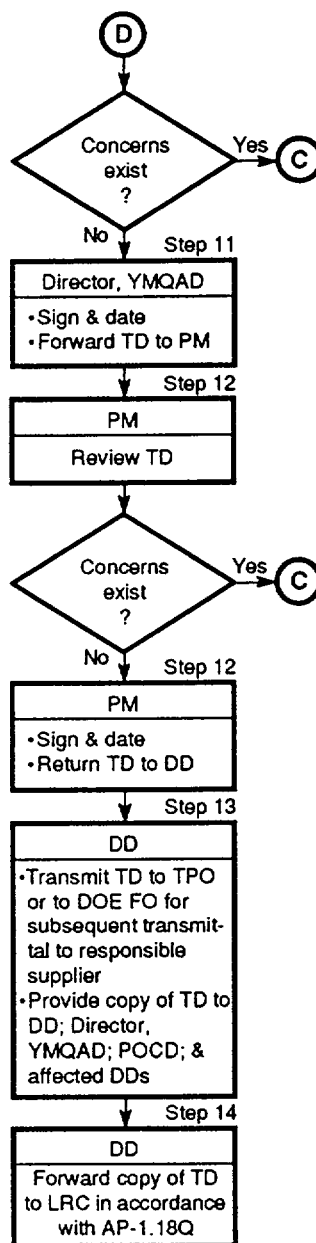 D
Concerns
exist
?
Yes
C
No
Step 11
Director, YMQAD
•Sign & date
•Forward TD to PM
Step 12
PM
Review TD
Concerns
exist
?
Yes
C
No
Step 12
PM
•Sign & date
•Return TD to DD
Step 13
DD
•Transmit TD to TPO
or to DOE FO for
subsequent transmit-
tal to responsible
supplier
•Provide copy of TD to
DD; Director,
YMQAD; POCD; &
affected DDs
Step 14
DD
Forward copy of TD
to LRC in accordance
with AP-1.18Q